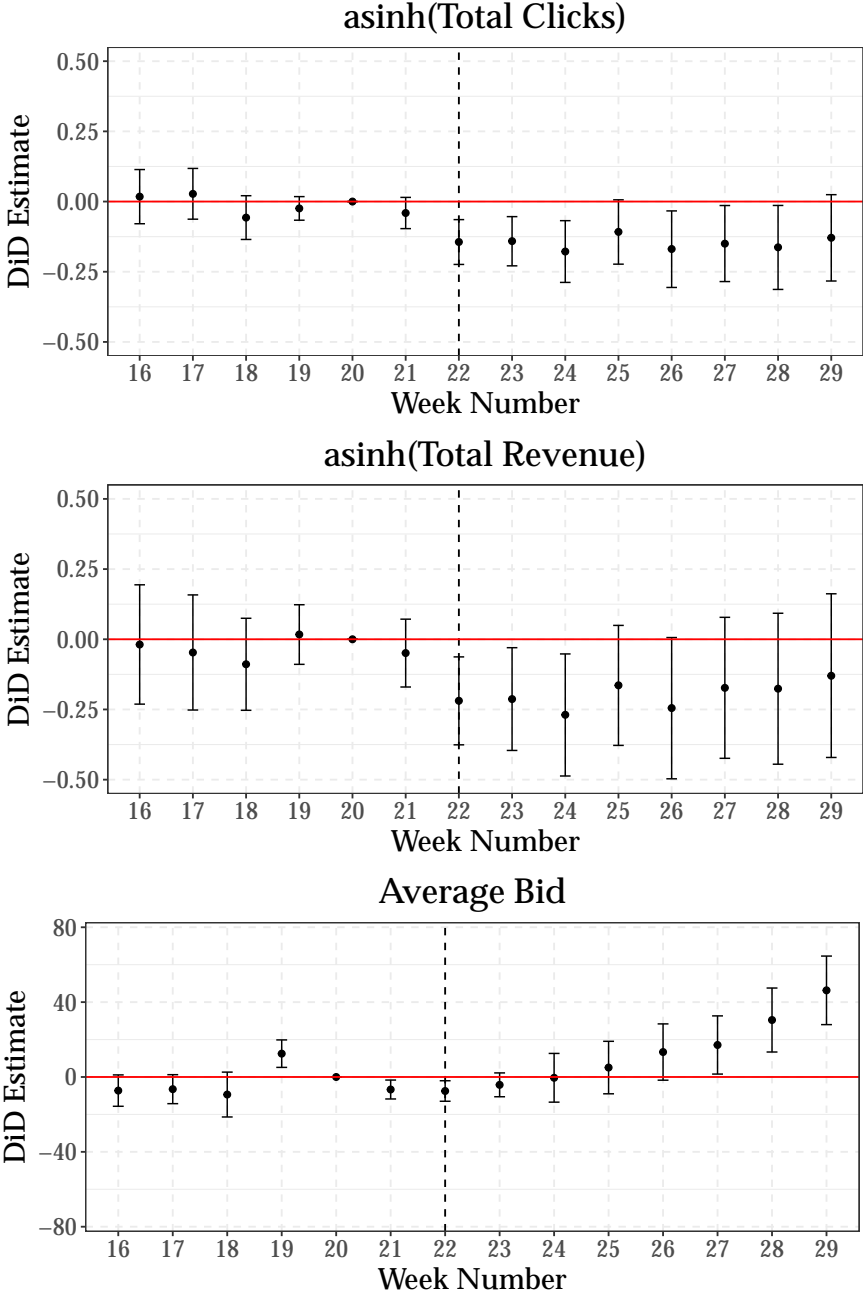 asinh(Total Clicks)
DiD Estimate
0.50
0.25
0.00
−0.25
−0.50
16 17 18 19 20 21 22 23 24 25 26 27 28 29
Week Number
asinh(Total Revenue)
DiD Estimate
0.50
0.25
0.00
−0.25
−0.50
16 17 18 19 20 21 22 23 24 25 26 27 28 29
Week Number
Average Bid
DiD Estimate
80
40
0
−40
−80
16 17 18 19 20 21 22 23 24 25 26 27 28 29
Week Number